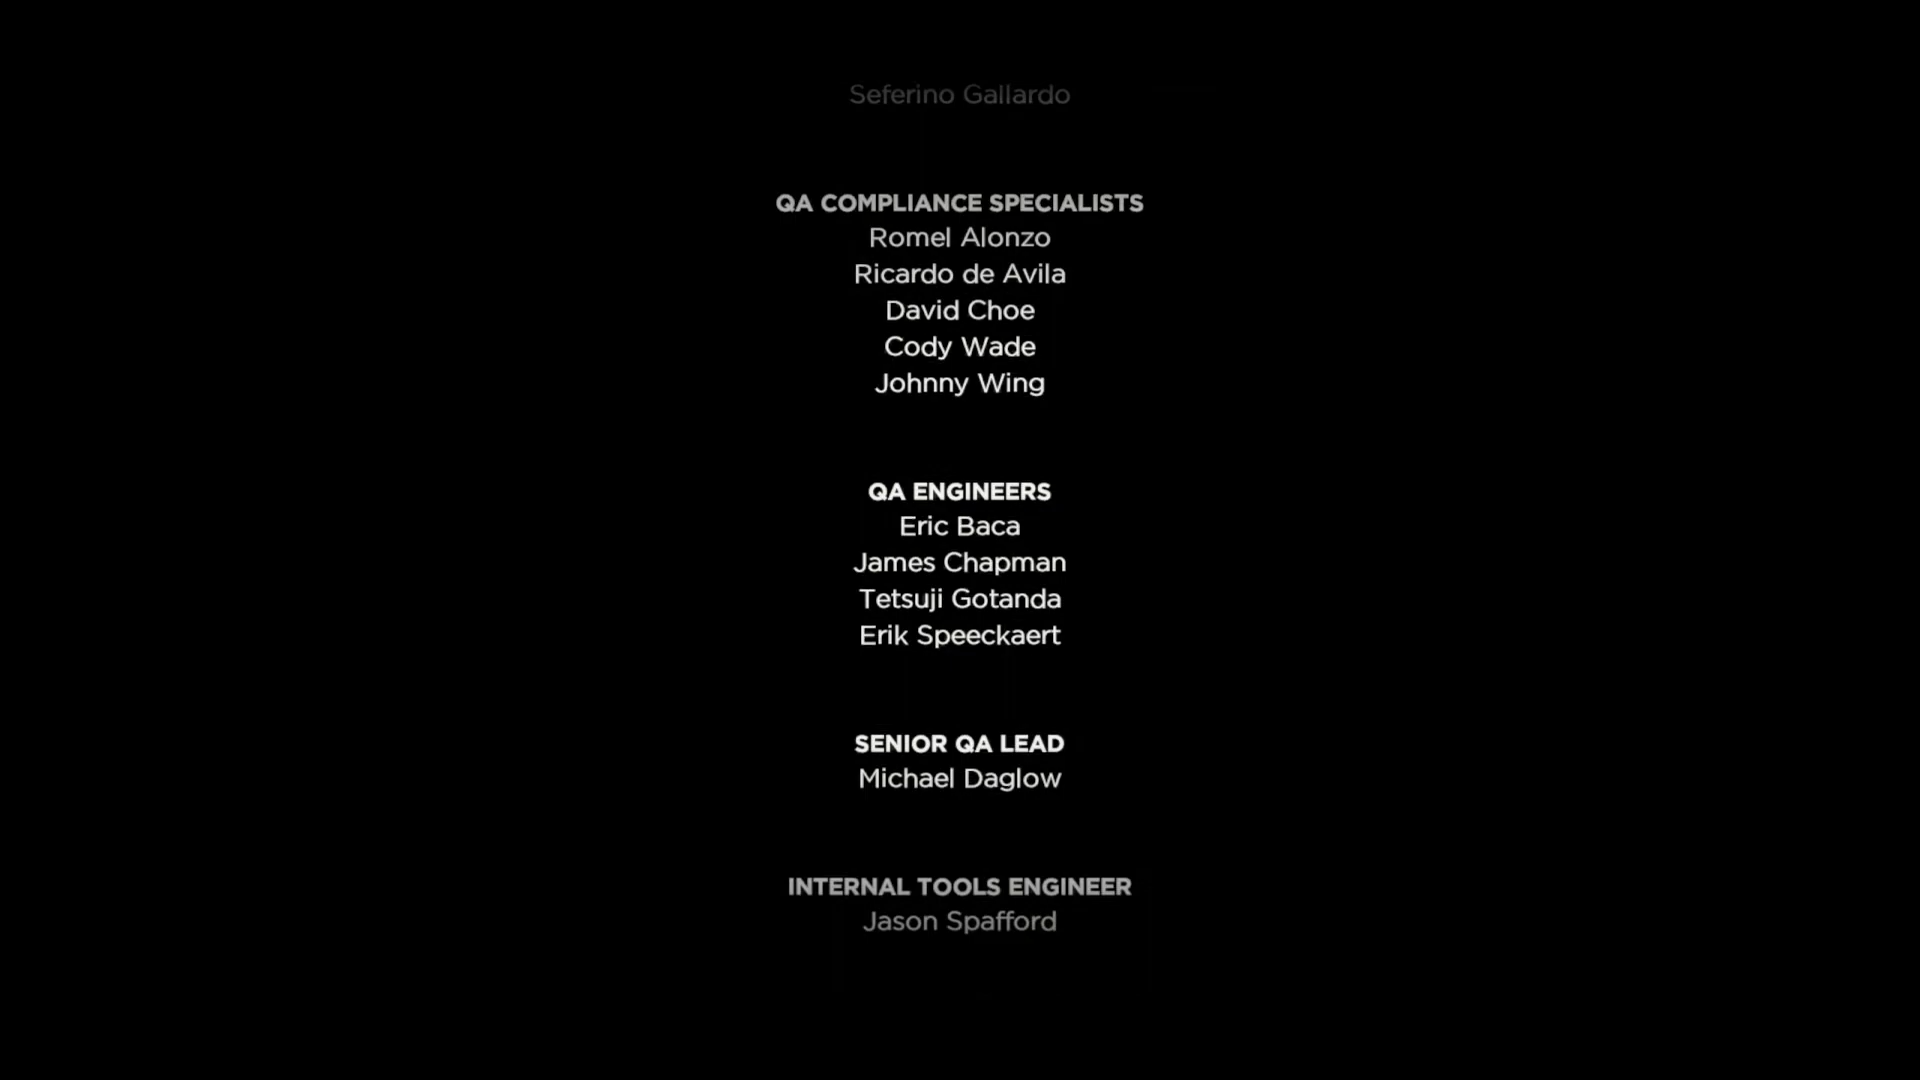 Seferino Gallardo
QA COMPLIANCE SPECIALISTS
Romel Alonzo
Ricardo de Avila
David Choe
Cody Wade
Johnny Wing
QA ENGINEERS
Eric Baca
James Chapman
Tetsuji Gotanda
Erik Speeckaert
SENIOR QA LEAD
Michael Daglow
INTERNAL TOOLS ENGINEER
Jason Spafford